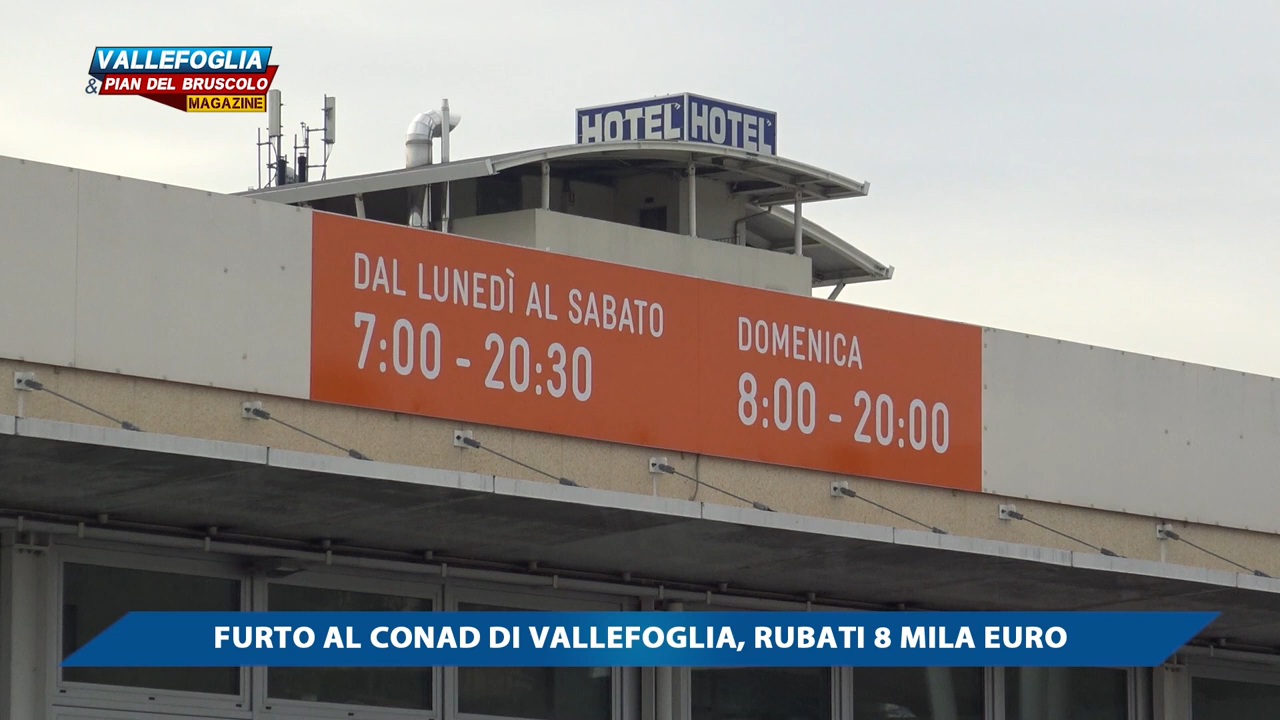 VALLEFOGLIA
& PIAN DEL BRUSCOLO
MAGAZINE
HOTEL HOTEL
DAL LUNEDÌ AL SABATO
7:00 - 20:30
DOMENICA
8:00 - 20:00
FURTO AL CONAD DI VALLEFOGLIA, RUBATI 8 MILA EURO